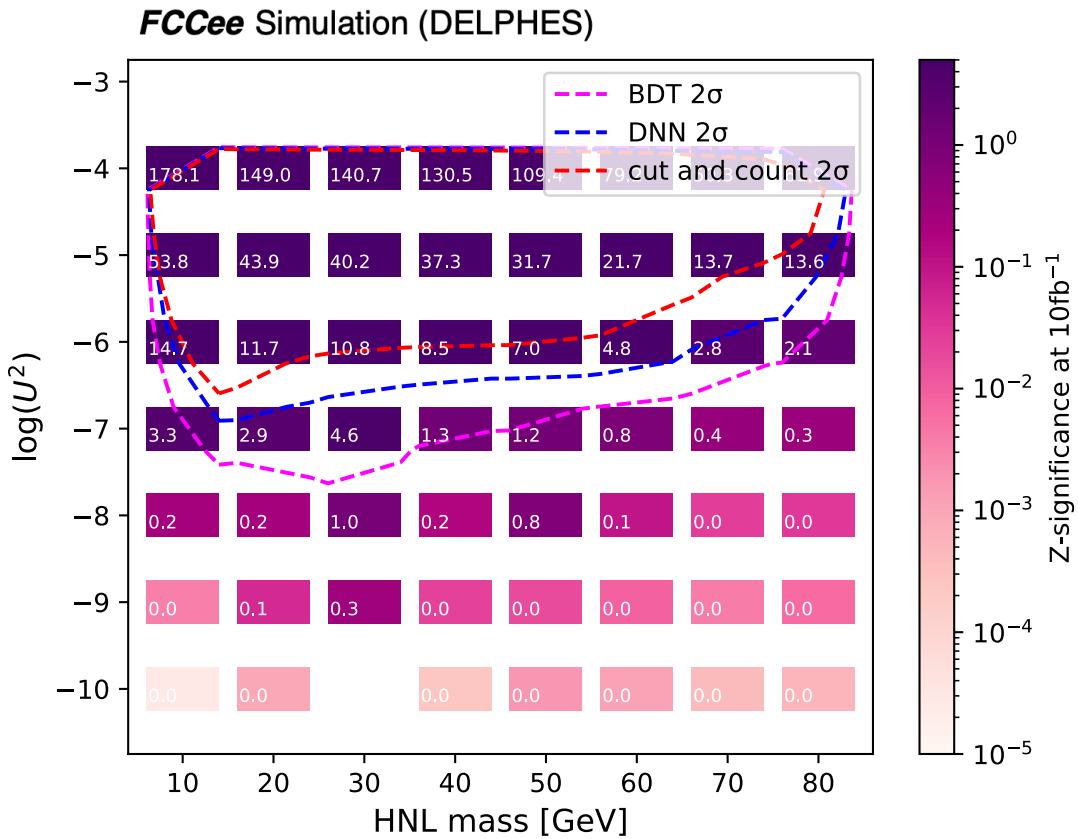 FCCee Simulation (DELPHES)
BDT 2σ
DNN 2σ
cut and count 2σ
−3
−4
−5
−6
−7
−8
−9
−10
log(U²)
178.1 149.0 140.7 130.5 109.4
53.8 43.9 40.2 37.3 31.7 21.7 13.7 13.6
14.7 11.7 10.8 8.5 7.0 4.8 2.8 2.1
3.3 2.9 4.6 1.3 1.2 0.8 0.4 0.3
0.2 0.2 1.0 0.2 0.8 0.1 0.0 0.0
0.0 0.1 0.3 0.0 0.0 0.0 0.0 0.0
0.0 0.0 0.0 0.0 0.0 0.0 0.0
10 20 30 40 50 60 70 80
HNL mass [GeV]
10⁰
10⁻¹
10⁻²
10⁻³
10⁻⁴
10⁻⁵
Z-significance at 10fb⁻¹